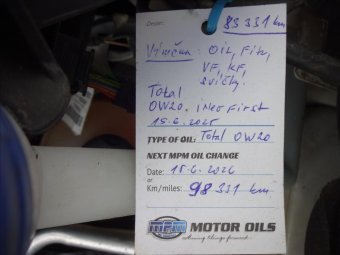 Dealer: 83 331 km
Výměna: Oil, Filtr,
VF, KF,
svíčky.
Total
0W20. ineo First
15.6.2025
TYPE OF OIL: Total 0W20
NEXT MPM OIL CHANGE
Date: 15.6.2026
or
Km/miles: 98 331 km
mpm MOTOR OILS
Moving things forward